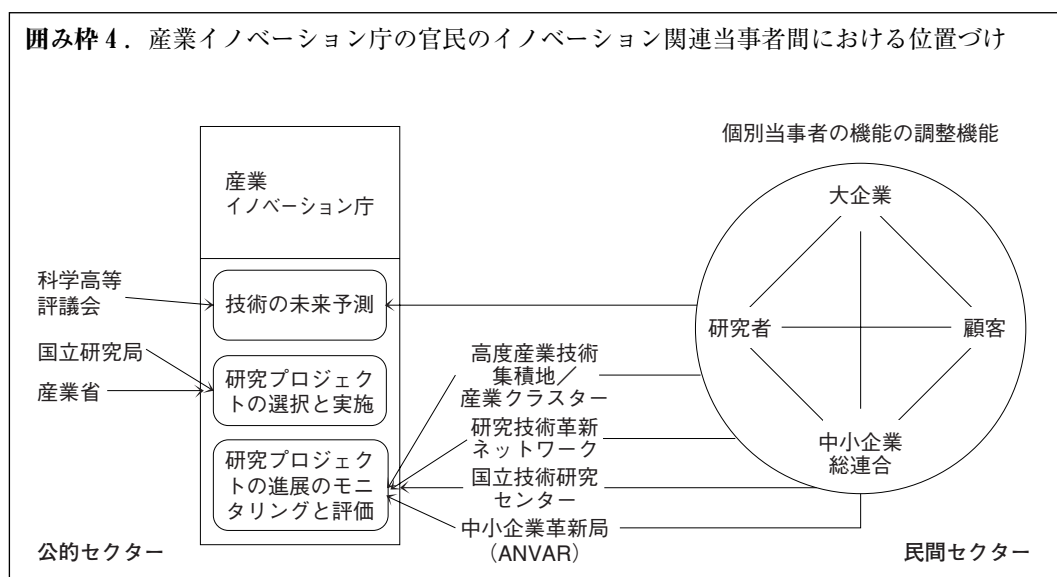 囲み枠4．産業イノベーション庁の官民のイノベーション関連当事者間における位置づけ
個別当事者の機能の調整機能
産業
イノベーション庁
大企業
科学高等
評議会
技術の未来予測
研究者
顧客
国立研究局
産業省
研究プロジェク
トの選択と実施
高度産業技術
集積地／
産業クラスター
研究技術革新
ネットワーク
中小企業
総連合
研究プロジェク
トの進展のモニ
タリングと評価
国立技術研究
センター
中小企業革新局
（ANVAR）
公的セクター
民間セクター